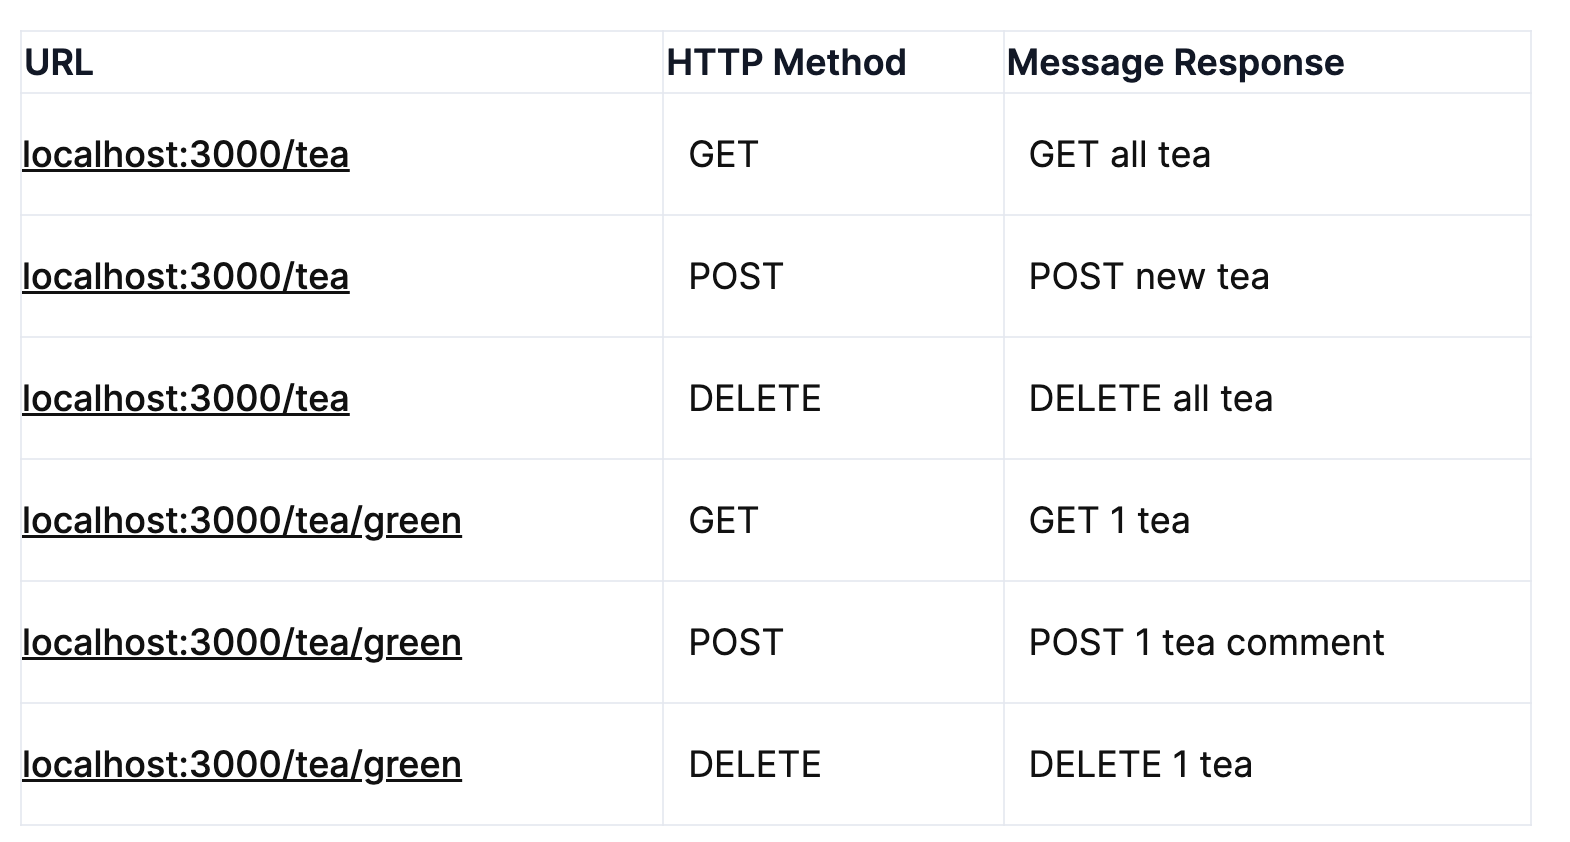 URL HTTP Method Message Response
localhost:3000/tea GET GET all tea
localhost:3000/tea POST POST new tea
localhost:3000/tea DELETE DELETE all tea
localhost:3000/tea/green GET GET 1 tea
localhost:3000/tea/green POST POST 1 tea comment
localhost:3000/tea/green DELETE DELETE 1 tea